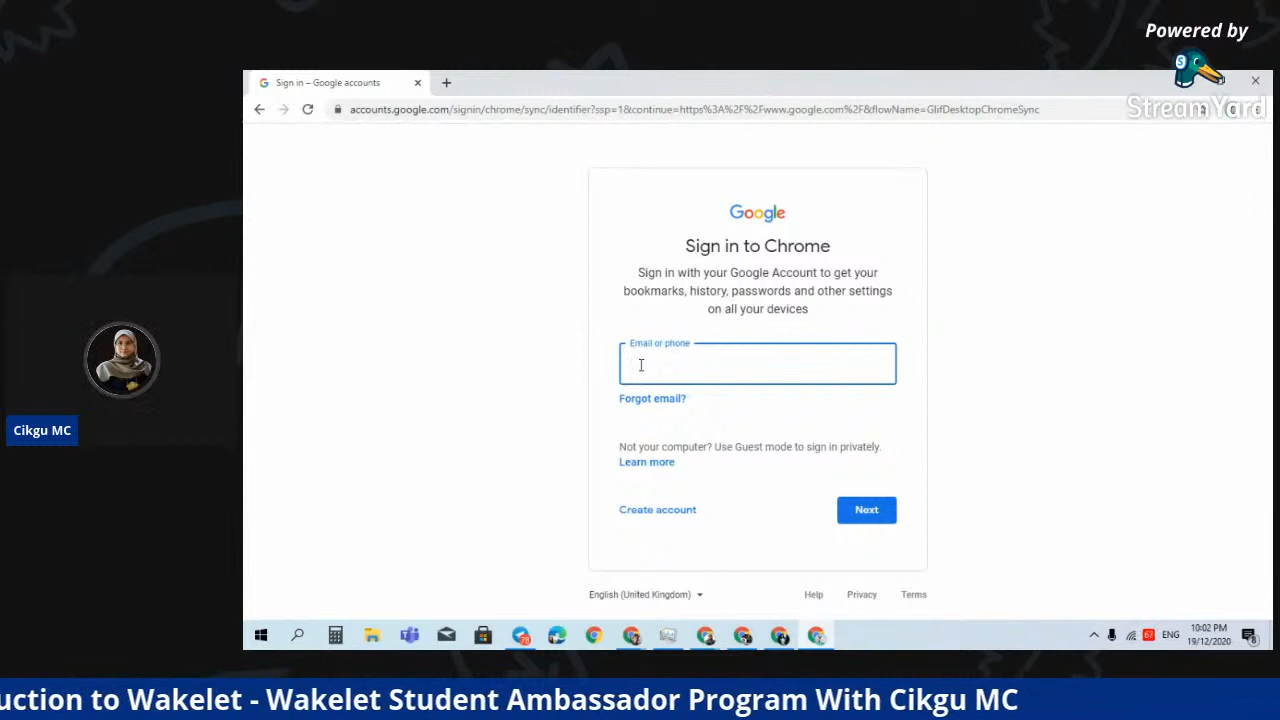 Powered by
StreamYard
Sign in – Google accounts
accounts.google.com/signin/chrome/sync/identifier?ssp=1&continue=https%3A%2F%2Fwww.google.com%2F&flowName=GlifDesktopChromeSync
Google
Sign in to Chrome
Sign in with your Google Account to get your
bookmarks, history, passwords and other settings
on all your devices
Email or phone
Forgot email?
Not your computer? Use Guest mode to sign in privately.
Learn more
Create account
Next
English (United Kingdom)
Help
Privacy
Terms
Cikgu MC
ENG
10:02 PM
19/12/2020
uction to Wakelet - Wakelet Student Ambassador Program With Cikgu MC